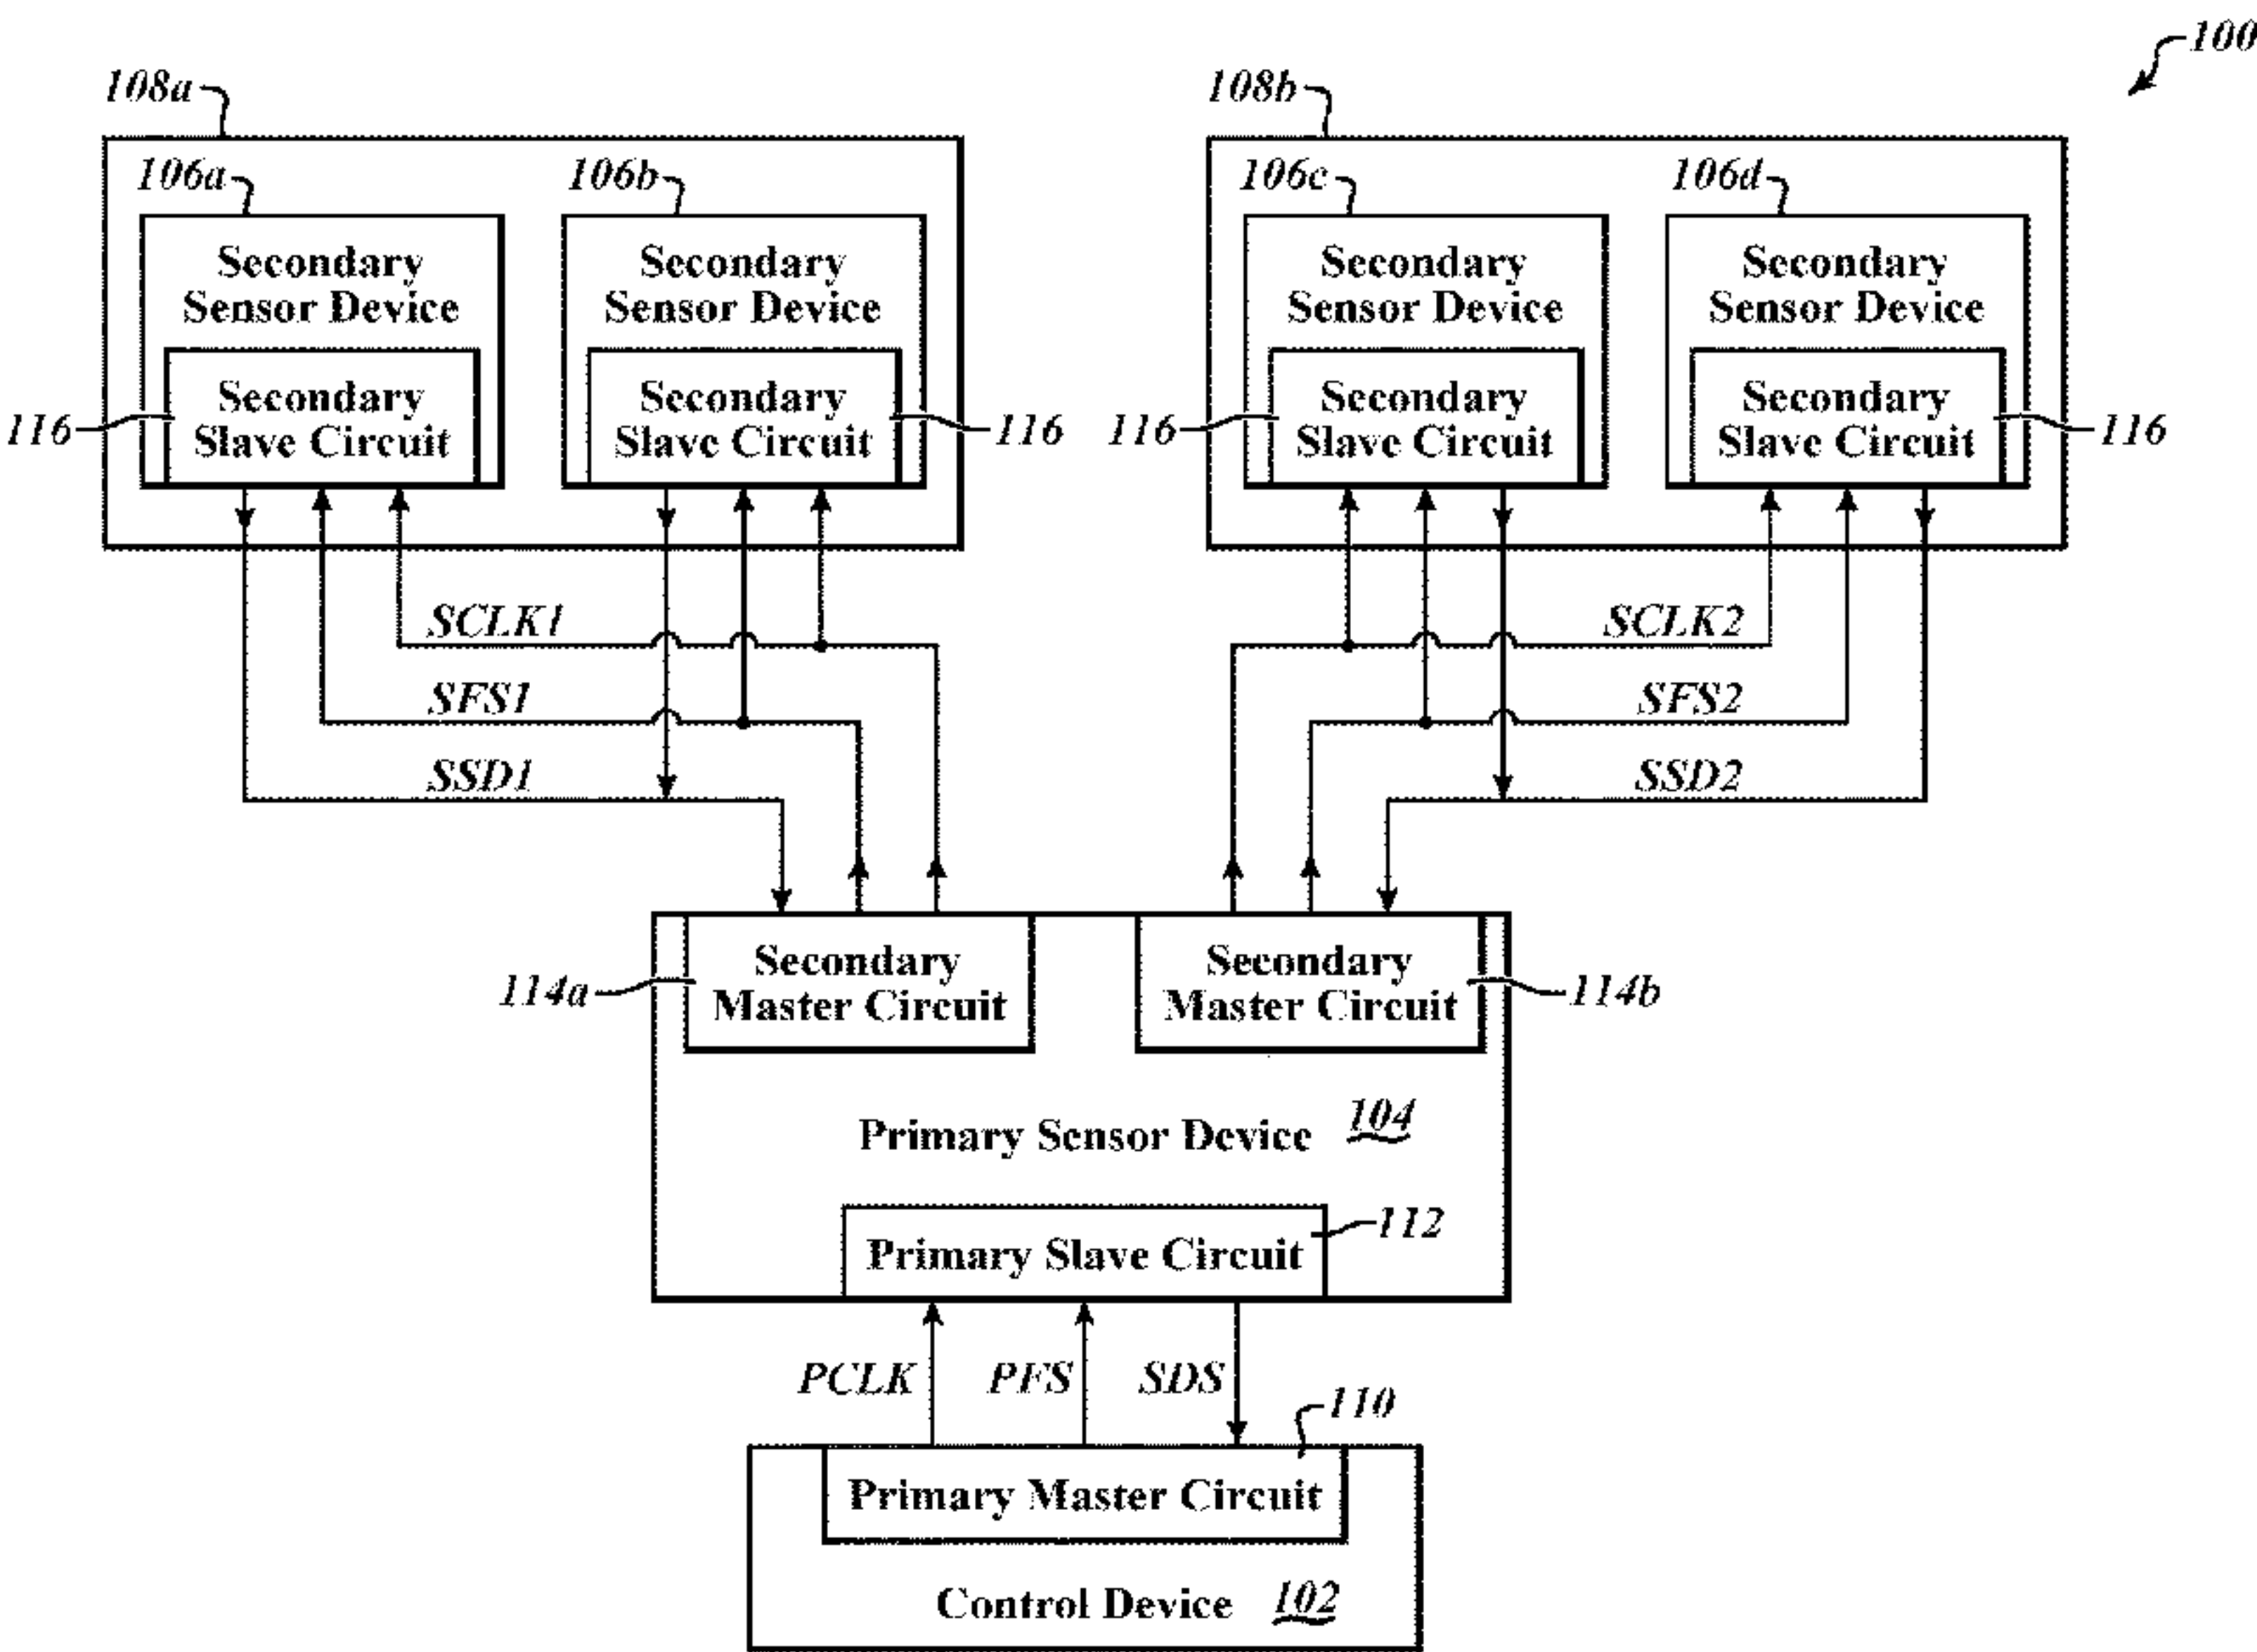 100
108a
108b
106a
106b
106c
106d
Secondary
Sensor Device
Secondary
Sensor Device
Secondary
Sensor Device
Secondary
Sensor Device
116
Secondary
Slave Circuit
Secondary
Slave Circuit
116
116
Secondary
Slave Circuit
Secondary
Slave Circuit
116
SCLK1
SCLK2
SFS1
SFS2
SSD1
SSD2
114a
Secondary
Master Circuit
Secondary
Master Circuit
114b
Primary Sensor Device 104
112
Primary Slave Circuit
PCLK PFS SDS
110
Primary Master Circuit
Control Device 102